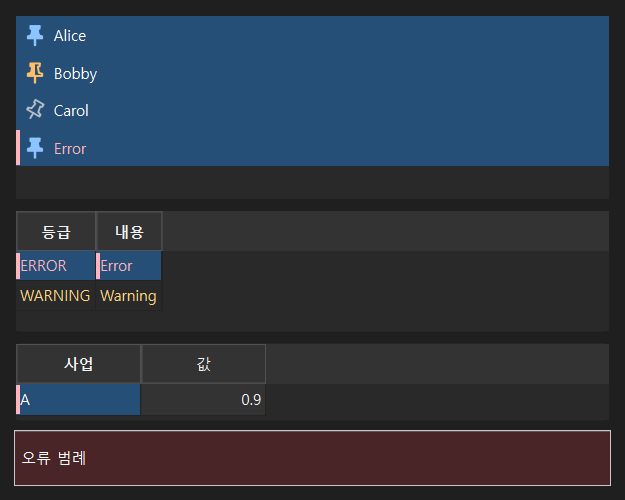 Alice
Bobby
Carol
Error
등급 내용
ERROR Error
WARNING Warning
사업 값
A 0.9
오류 범례